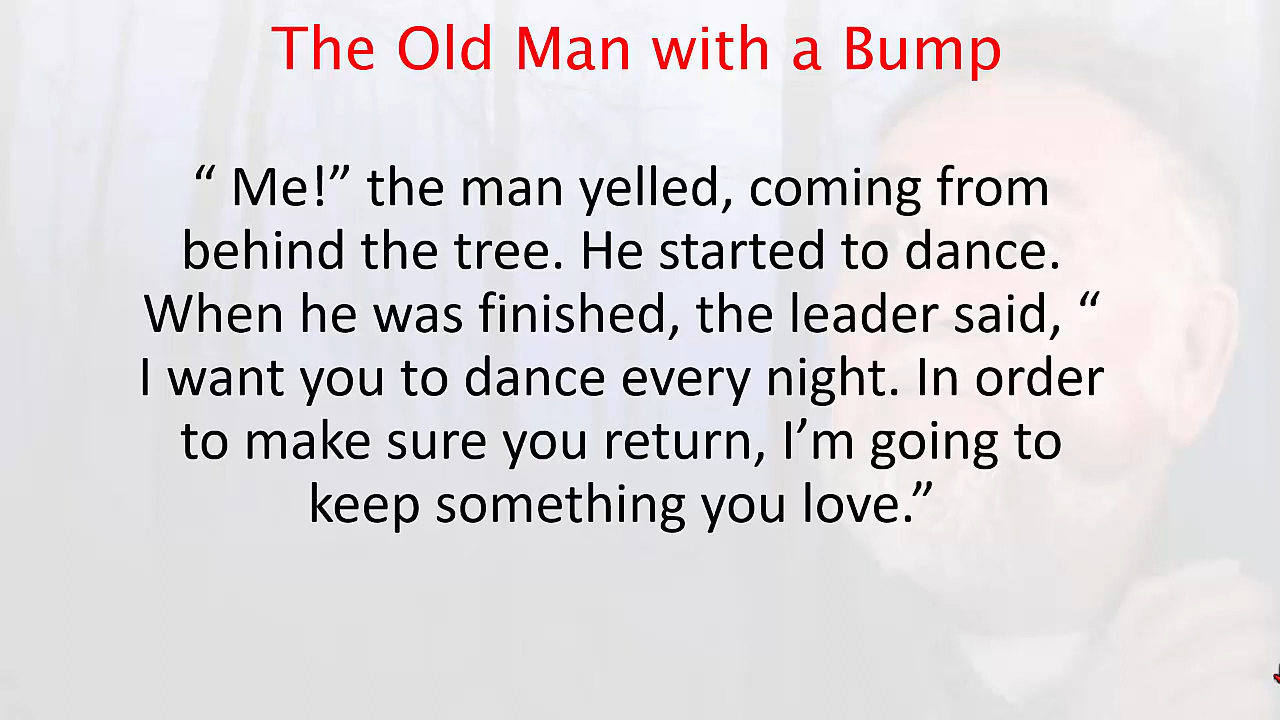 The Old Man with a Bump
“ Me!” the man yelled, coming from
behind the tree. He started to dance.
When he was finished, the leader said, “
I want you to dance every night. In order
to make sure you return, I’m going to
keep something you love.”